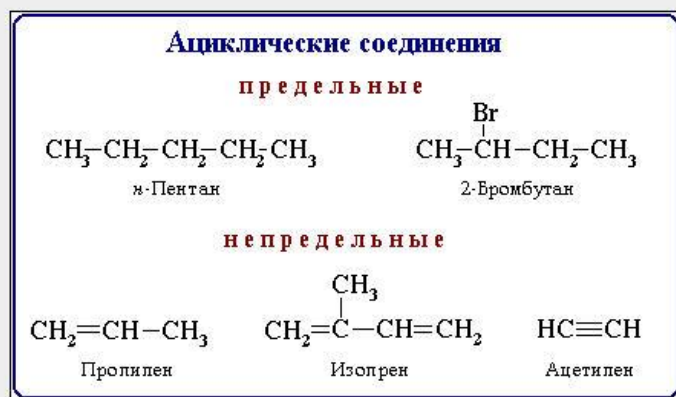 Ациклические соединения
предельные
Br
CH₃–CH₂–CH₂–CH₂–CH₃ CH₃–CH–CH₂–CH₃
н-Пентан 2-Бромбутан
непредельные
CH₃
CH₂=CH–CH₃ CH₂=C–CH=CH₂ HC≡CH
Пропилен Изопрен Ацетилен